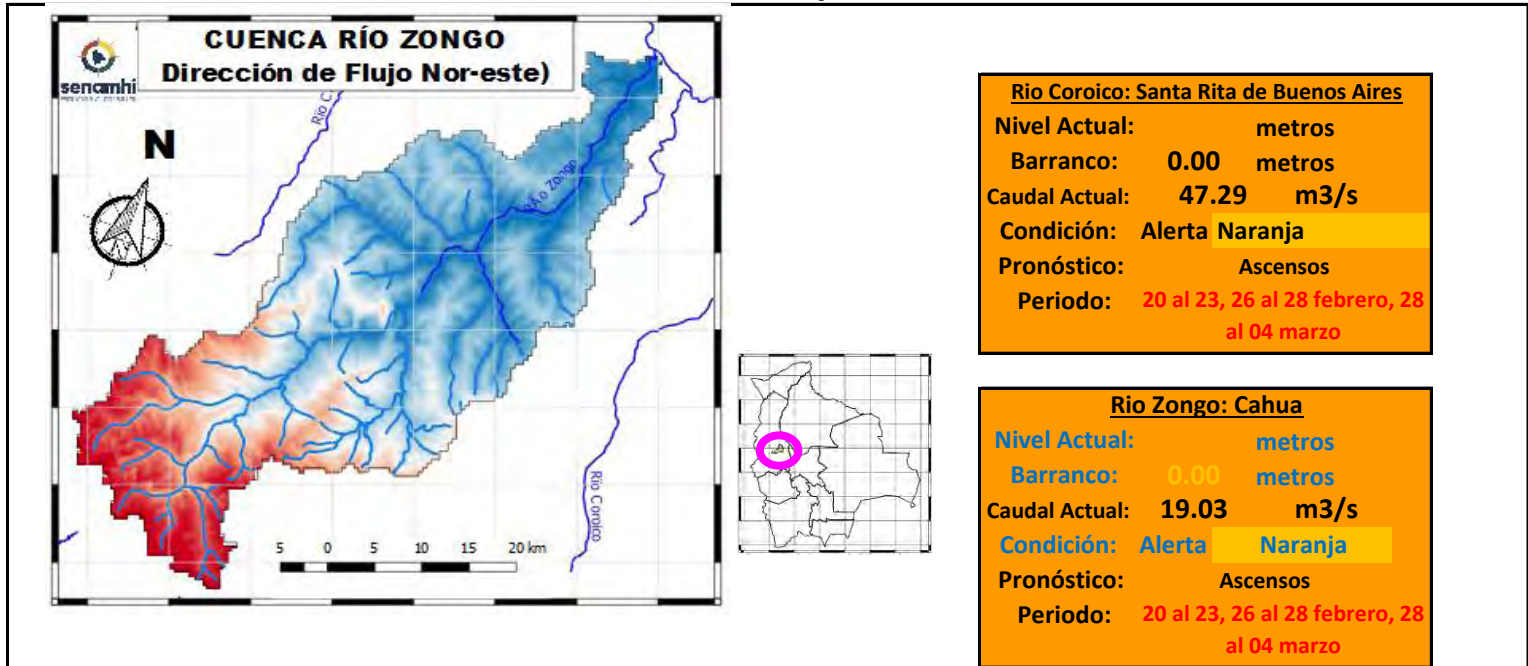 CUENCA RÍO ZONGO
Dirección de Flujo Nor-este)
sencamhi
N
Río C
Río Zongo
Río Coroico
5 0 5 10 15 20 km
Rio Coroico: Santa Rita de Buenos Aires
Nivel Actual: metros
Barranco: 0.00 metros
Caudal Actual: 47.29 m3/s
Condición: Alerta Naranja
Pronóstico: Ascensos
Periodo: 20 al 23, 26 al 28 febrero, 28
al 04 marzo
Rio Zongo: Cahua
Nivel Actual: metros
Barranco: 0.00 metros
Caudal Actual: 19.03 m3/s
Condición: Alerta Naranja
Pronóstico: Ascensos
Periodo: 20 al 23, 26 al 28 febrero, 28
al 04 marzo